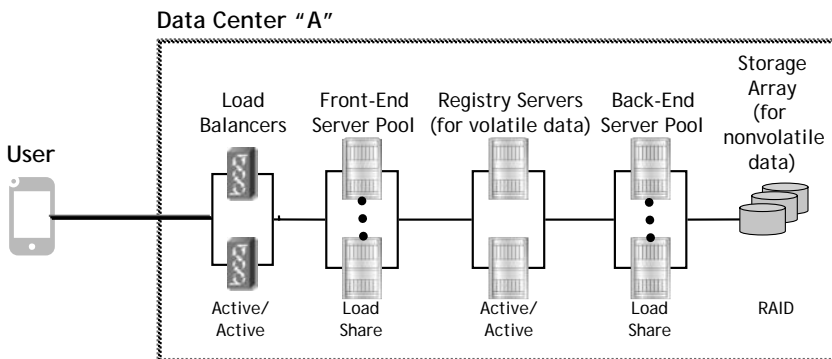 Data Center “A”
User
Load
Balancers
Front-End
Server Pool
Registry Servers
(for volatile data)
Back-End
Server Pool
Storage
Array
(for
nonvolatile
data)
Active/
Active
Load
Share
Active/
Active
Load
Share
RAID